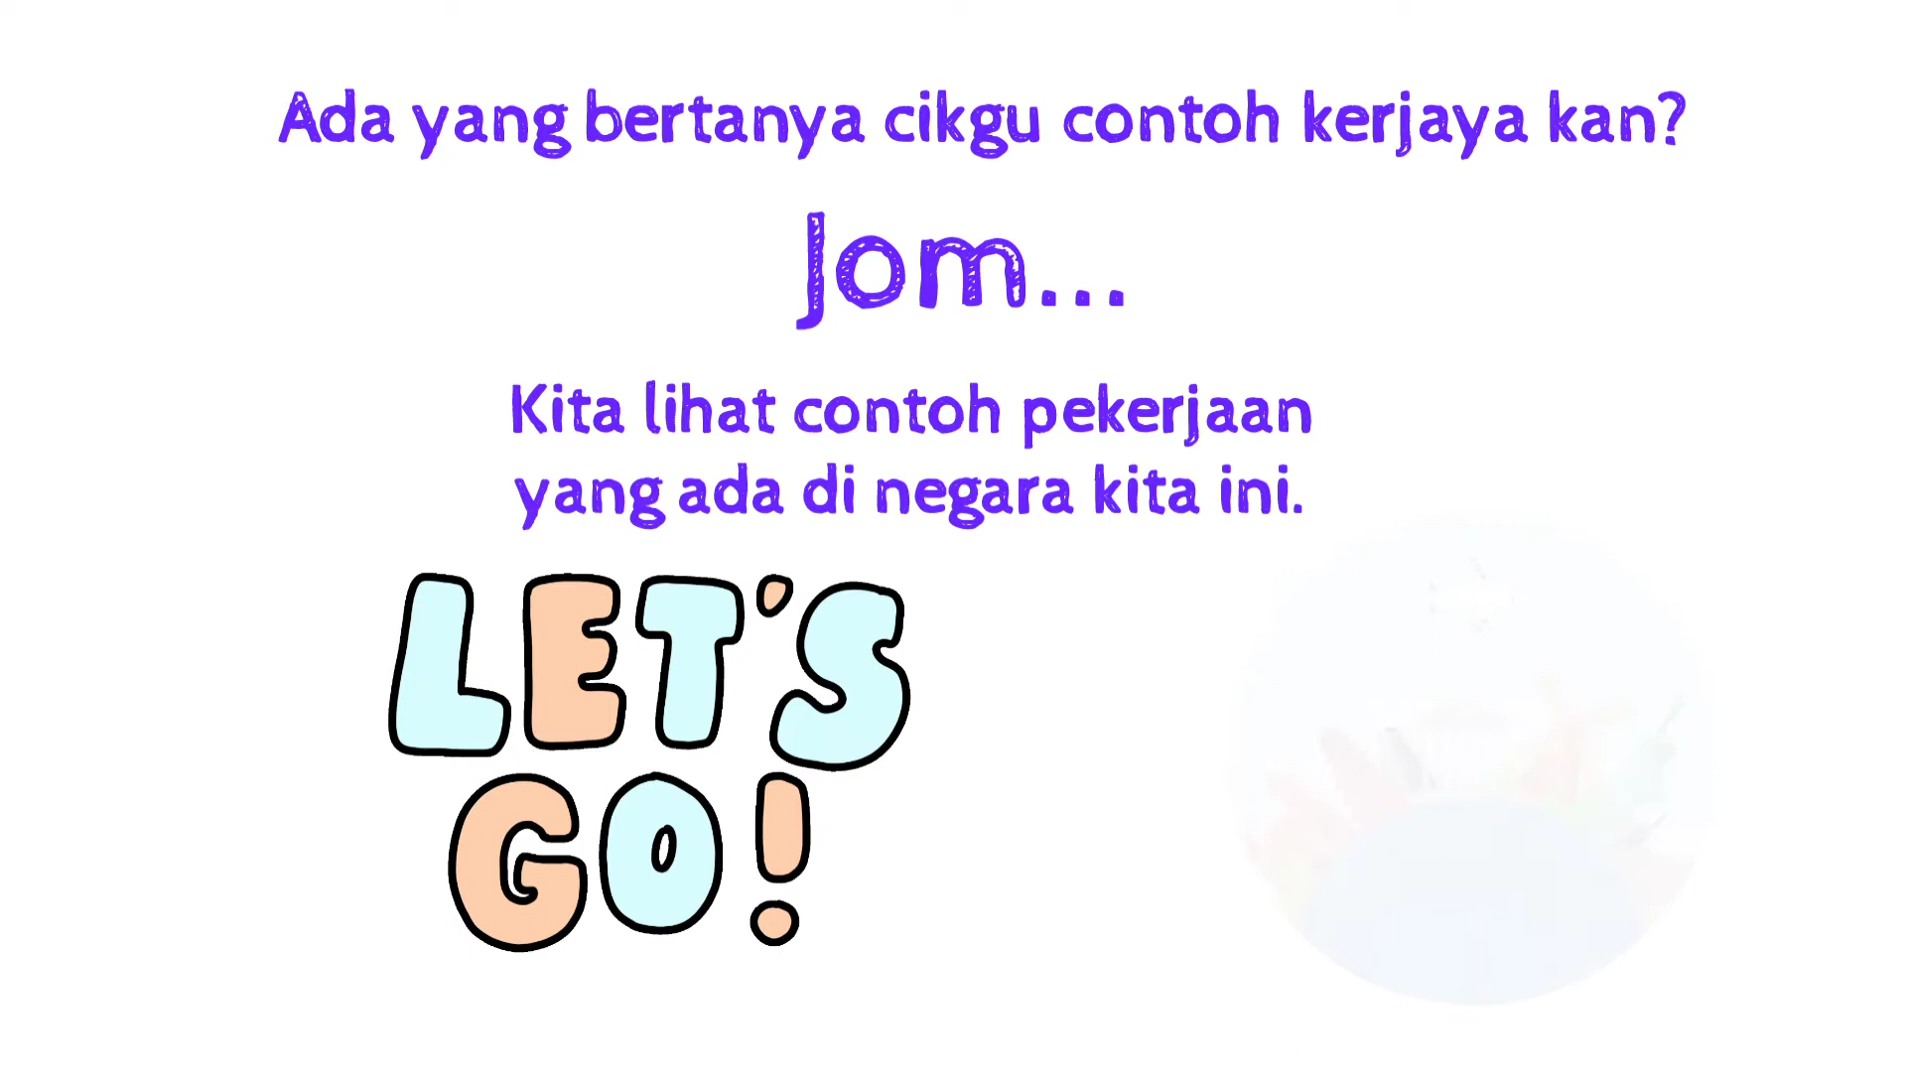 Ada yang bertanya cikgu contoh kerjaya kan?
Jom...
Kita lihat contoh pekerjaan
yang ada di negara kita ini.
LET'S
GO!